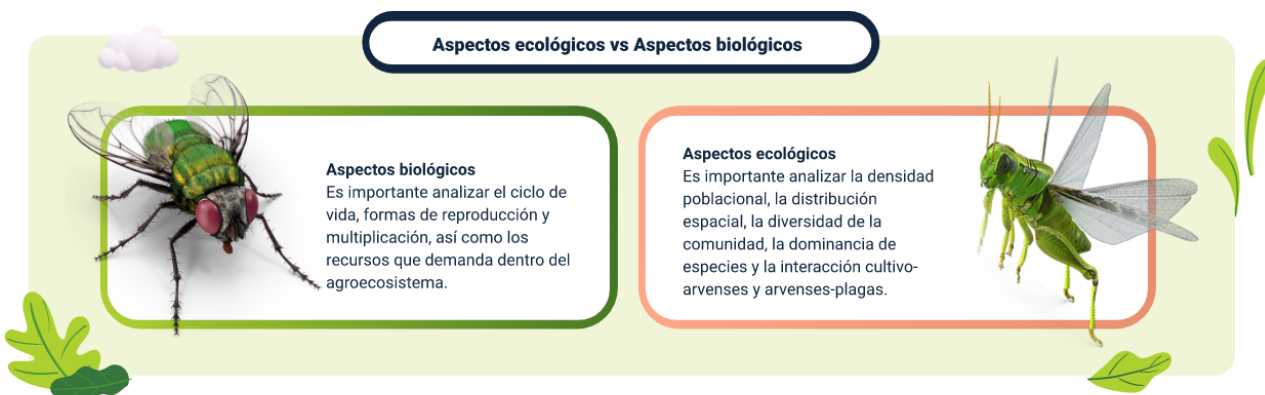 Aspectos ecológicos vs Aspectos biológicos
Aspectos biológicos
Es importante analizar el ciclo de
vida, formas de reproducción y
multiplicación, así como los
recursos que demanda dentro del
agroecosistema.
Aspectos ecológicos
Es importante analizar la densidad
poblacional, la distribución
espacial, la diversidad de la
comunidad, la dominancia de
especies y la interacción cultivo-
arvenses y arvenses-plagas.